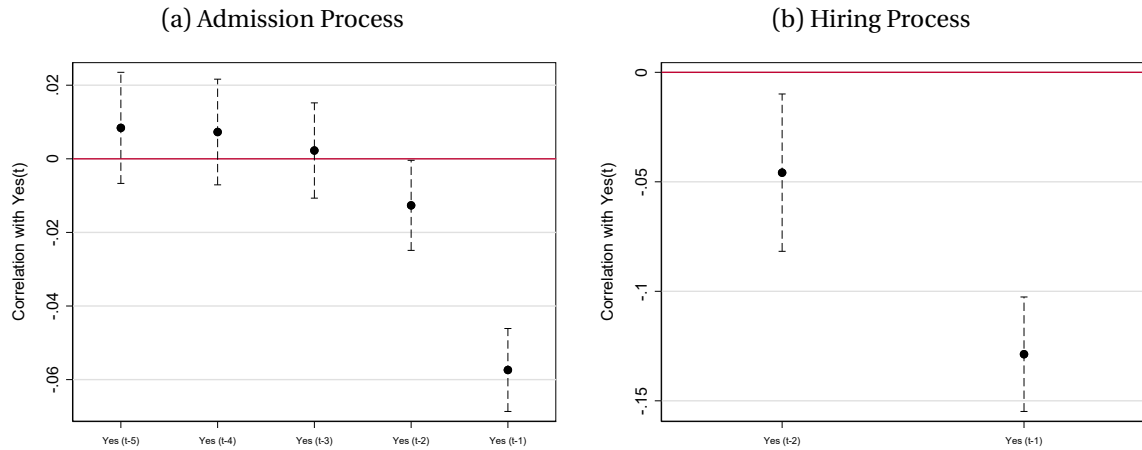 (a) Admission Process
Correlation with Yes(t)
.02
0
-.02
-.04
-.06
Yes (t-5) Yes (t-4) Yes (t-3) Yes (t-2) Yes (t-1)
(b) Hiring Process
Correlation with Yes(t)
0
-.05
-.1
-.15
Yes (t-2) Yes (t-1)